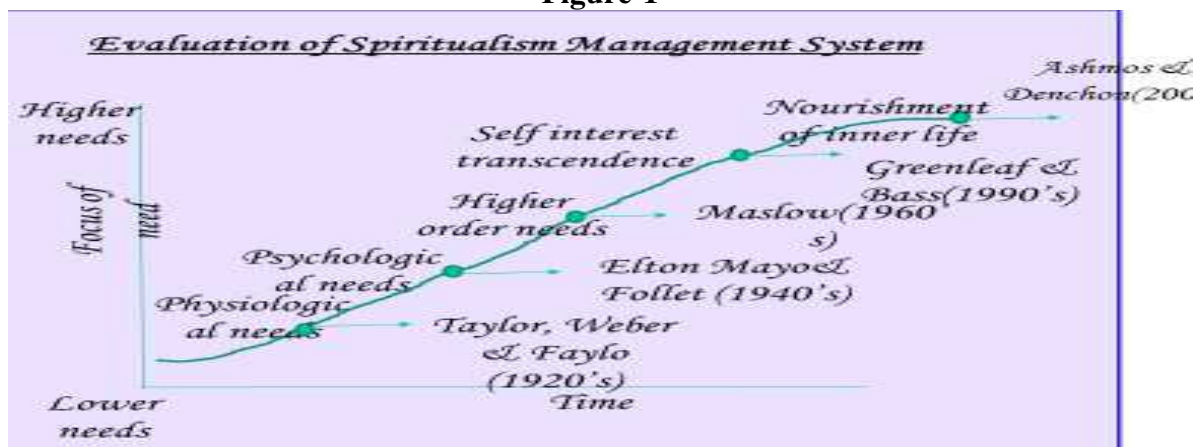 Figure-1
Evaluation of Spiritualism Management System
Ashmos &
Denchon(200
Higher
needs
Nourishment
of inner life
Self interest
transcendence
Greenleaf &
Bass(1990's)
Focus of
need
Higher
order needs
Maslow(1960
s)
Psychologic
al needs
Elton Mayo&
Follet (1940's)
Physiologic
al needs
Taylor, Weber
& Faylo
(1920's)
Lower
needs
Time